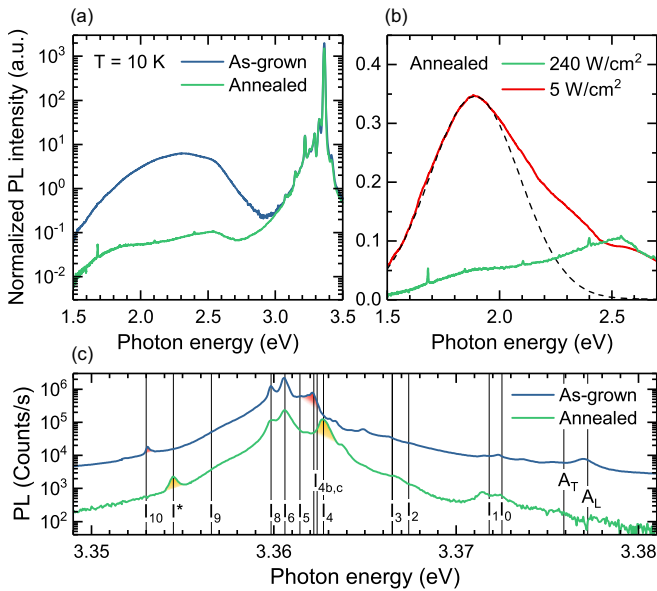 (a)
(b)
Normalized PL intensity (a.u.)
T = 10 K
As-grown
Annealed
10³
10²
10¹
10⁰
10⁻¹
10⁻²
1.5 2.0 2.5 3.0 3.5
Photon energy (eV)
Annealed
240 W/cm²
5 W/cm²
0.4
0.3
0.2
0.1
0.0
1.5 2.0 2.5
Photon energy (eV)
(c)
PL (Counts/s)
10⁶
10⁵
10⁴
10³
10²
As-grown
Annealed
I₁₀ I* I₉ I₈ I₆ I₅ I₄b,c I₄ I₃ I₂ I₁ I₀ A_T A_L
3.35 3.36 3.37 3.38
Photon energy (eV)